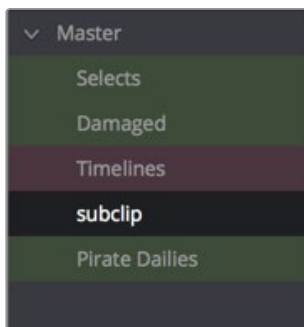 Master
Selects
Damaged
Timelines
subclip
Pirate Dailies